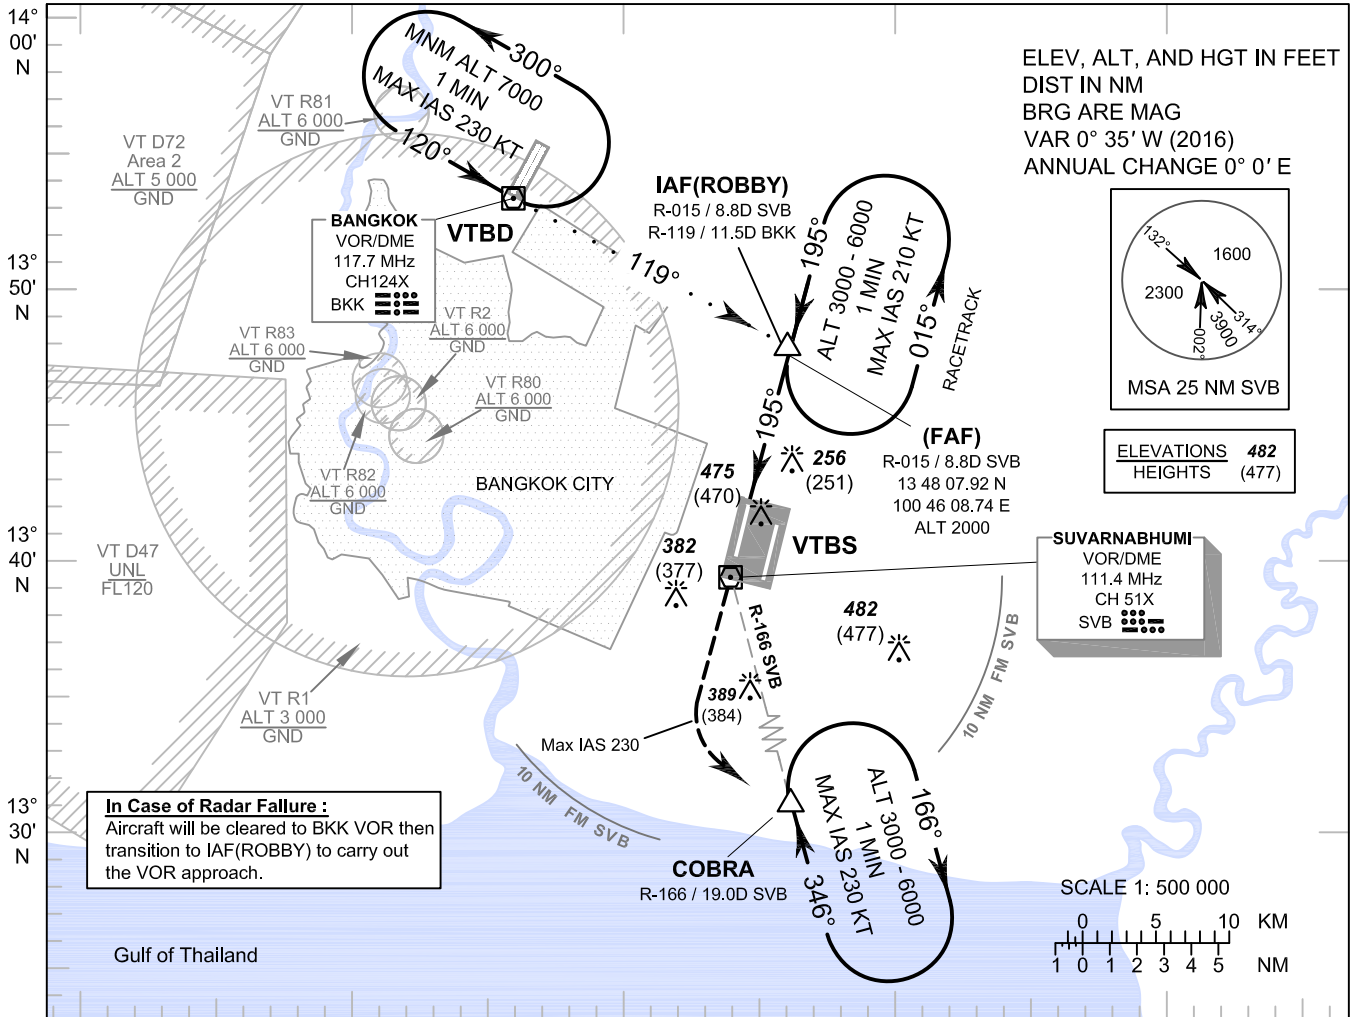 14°
00'
N
13°
50'
N
13°
40'
N
13°
30'
N
MNM ALT 7000
1 MIN
MAX IAS 230 KT
300°
120°
VT R81
ALT 6 000
GND
VT D72
Area 2
ALT 5 000
GND
BANGKOK
VOR/DME
117.7 MHz
CH124X
BKK
VTBD
119°
IAF(ROBBY)
R-015 / 8.8D SVB
R-119 / 11.5D BKK
195°
ALT 3000 - 6000
1 MIN
MAX IAS 210 KT
015°
RACETRACK
ELEV, ALT, AND HGT IN FEET
DIST IN NM
BRG ARE MAG
VAR 0° 35' W (2016)
ANNUAL CHANGE 0° 0' E
132°
1600
2300
3900
314°
002°
MSA 25 NM SVB
ELEVATIONS 482
HEIGHTS (477)
VT R2
ALT 6 000
GND
VT R83
ALT 6 000
GND
VT R80
ALT 6 000
GND
VT R82
ALT 6 000
GND
BANGKOK CITY
195°
(FAF)
R-015 / 8.8D SVB
13 48 07.92 N
100 46 08.74 E
ALT 2000
475
(470)
256
(251)
VTBS
382
(377)
482
(477)
389
(384)
SUVARNABHUMI
VOR/DME
111.4 MHz
CH 51X
SVB
R-166 SVB
10 NM FM SVB
VT D47
UNL
FL120
VT R1
ALT 3 000
GND
Max IAS 230
10 NM FM SVB
In Case of Radar Failure :
Aircraft will be cleared to BKK VOR then
transition to IAF(ROBBY) to carry out
the VOR approach.
COBRA
R-166 / 19.0D SVB
166°
ALT 3000 - 6000
1 MIN
MAX IAS 230 KT
346°
Gulf of Thailand
SCALE 1: 500 000
0 5 10 KM
1 0 1 2 3 4 5 NM